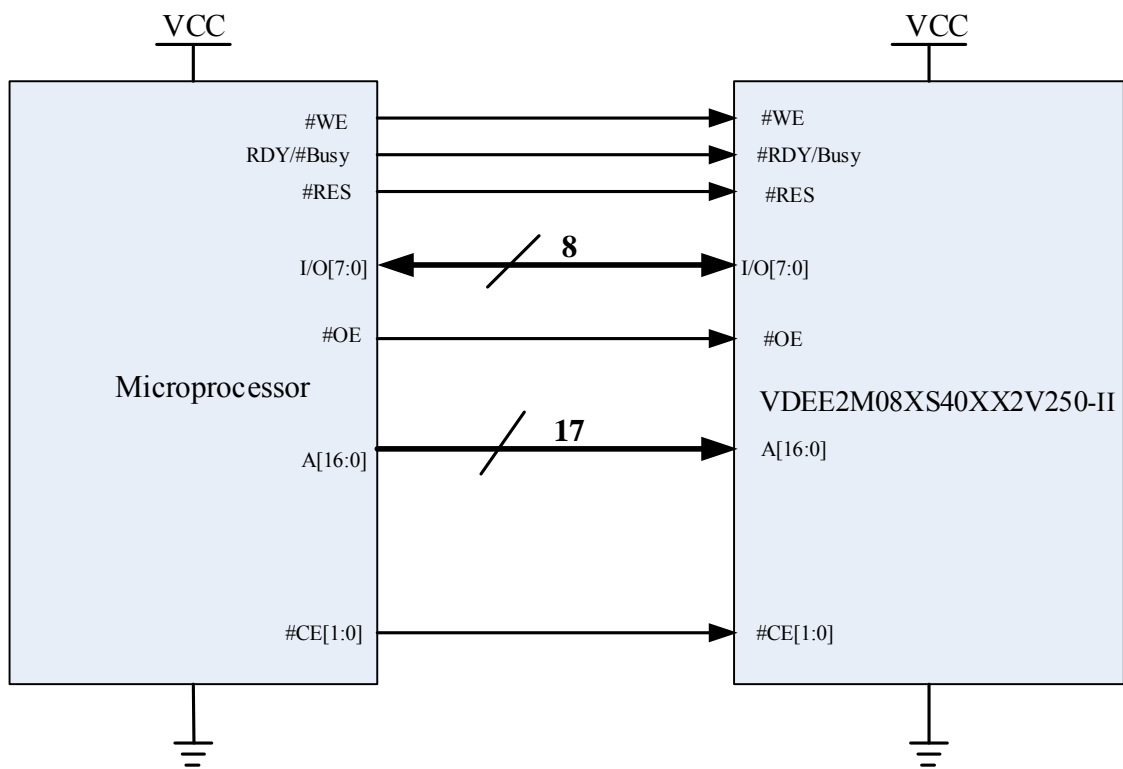 VCC
VCC
#WE
#WE
RDY/#Busy
#RDY/Busy
#RES
#RES
8
I/O[7:0]
I/O[7:0]
#OE
#OE
Microprocessor
VDEE2M08XS40XX2V250-II
17
A[16:0]
A[16:0]
#CE[1:0]
#CE[1:0]